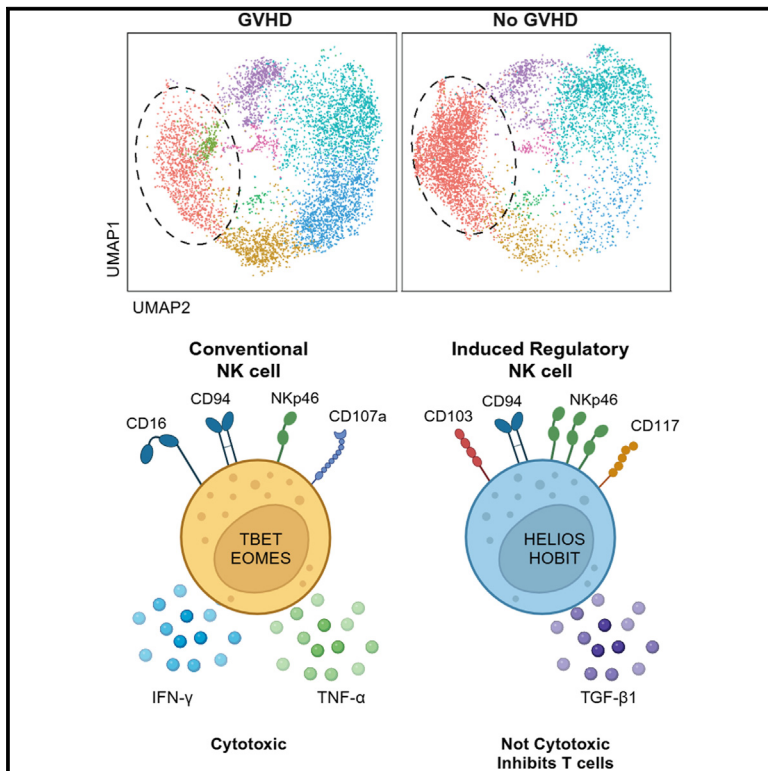 GVHD
No GVHD
UMAP1
UMAP2
Conventional
NK cell
CD16
CD94
NKp46
CD107a
TBET
EOMES
IFN-γ
TNF-α
Cytotoxic
Induced Regulatory
NK cell
CD103
CD94
NKp46
CD117
HELIOS
HOBIT
TGF-β1
Not Cytotoxic
Inhibits T cells